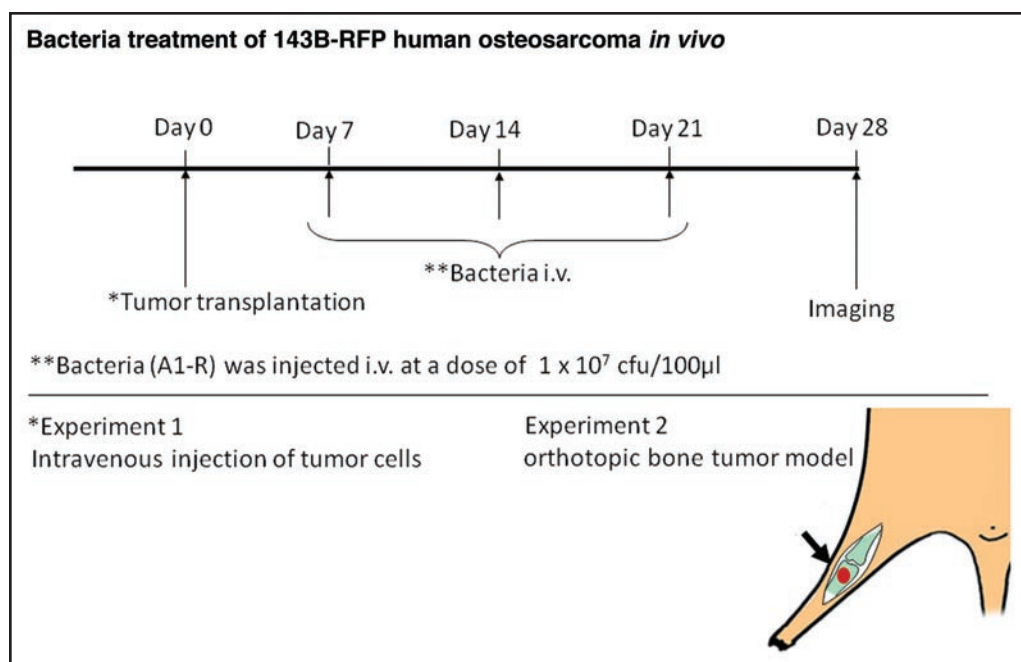 Bacteria treatment of 143B-RFP human osteosarcoma in vivo
Day 0 Day 7 Day 14 Day 21 Day 28
**Bacteria i.v.
*Tumor transplantation
Imaging
**Bacteria (A1-R) was injected i.v. at a dose of 1 x 10⁷ cfu/100µl
*Experiment 1
Intravenous injection of tumor cells
Experiment 2
orthotopic bone tumor model